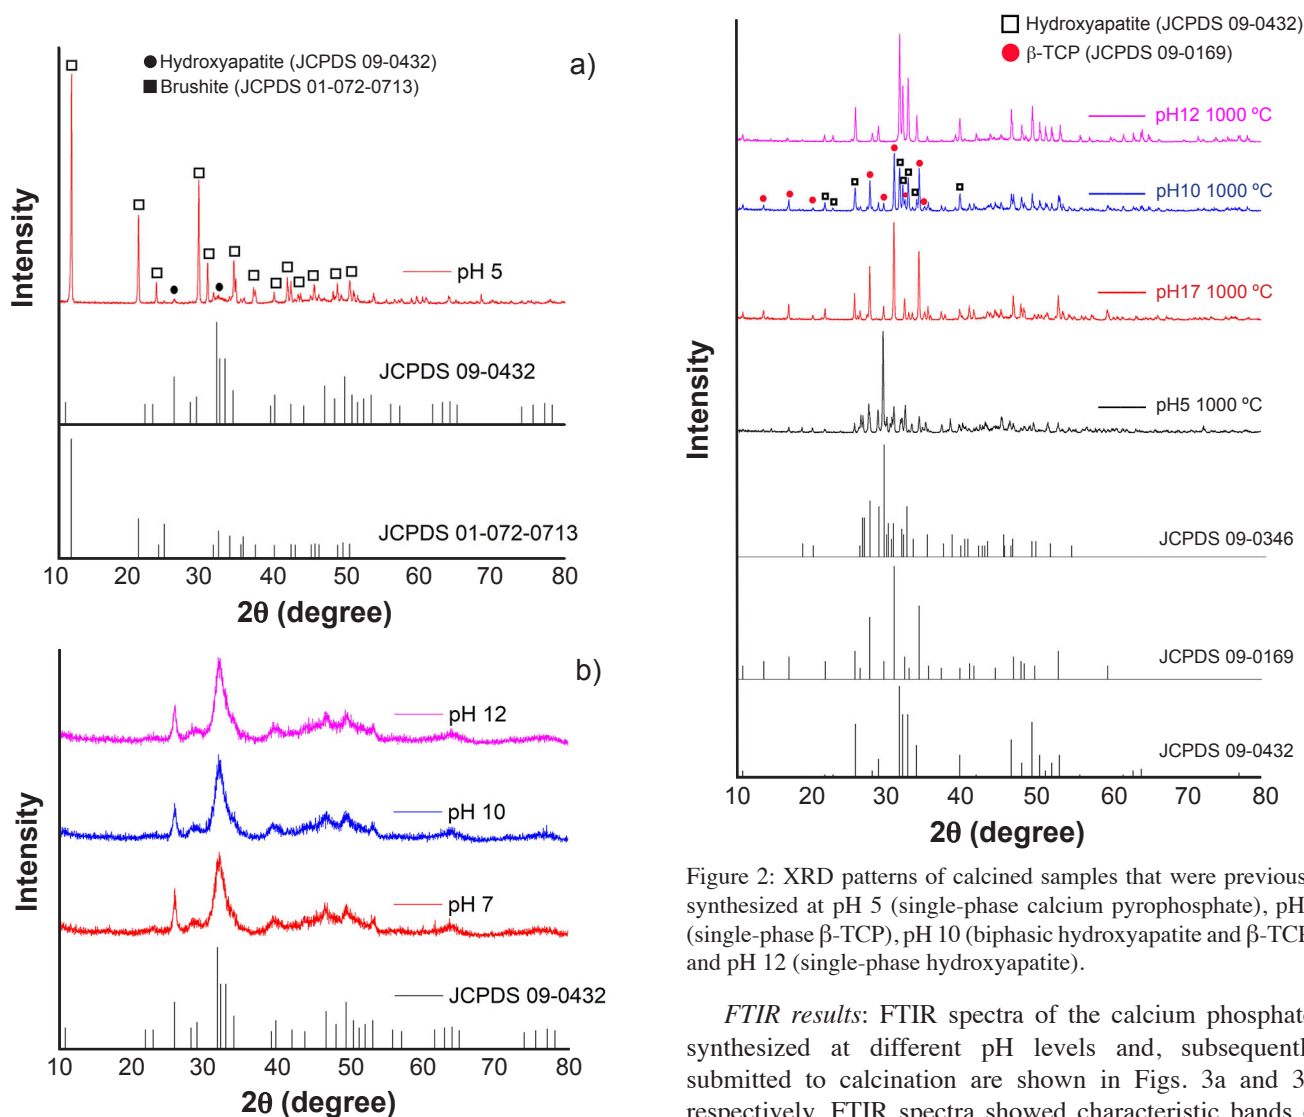 a)
Hydroxyapatite (JCPDS 09-0432)
Brushite (JCPDS 01-072-0713)
pH 5
JCPDS 09-0432
JCPDS 01-072-0713
Intensity
10 20 30 40 50 60 70 80
2θ (degree)
b)
pH 12
pH 10
pH 7
JCPDS 09-0432
Intensity
10 20 30 40 50 60 70 80
2θ (degree)
Hydroxyapatite (JCPDS 09-0432)
β-TCP (JCPDS 09-0169)
pH12 1000 ºC
pH10 1000 ºC
pH17 1000 ºC
pH5 1000 ºC
JCPDS 09-0346
JCPDS 09-0169
JCPDS 09-0432
Intensity
10 30 40 50 60 70 80
2θ (degree)
Figure 2: XRD patterns of calcined samples that were previous
synthesized at pH 5 (single-phase calcium pyrophosphate), pH
(single-phase β-TCP), pH 10 (biphasic hydroxyapatite and β-TCP
and pH 12 (single-phase hydroxyapatite).
FTIR results: FTIR spectra of the calcium phosphate
synthesized at different pH levels and, subsequent
submitted to calcination are shown in Figs. 3a and 3
respectively. FTIR spectra showed characteristic bands